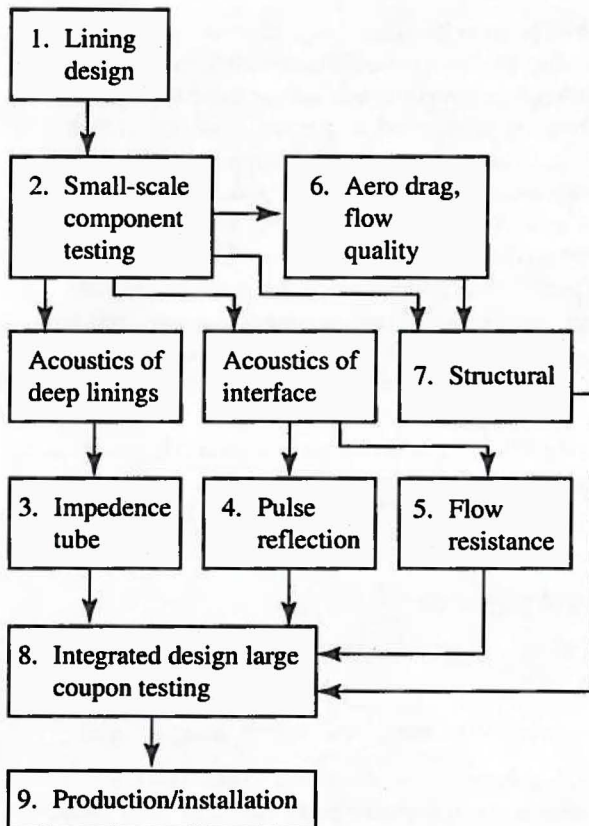 1. Lining
design
2. Small-scale
component
testing
6. Aero drag,
flow
quality
Acoustics of
deep linings
Acoustics of
interface
7. Structural
3. Impedence
tube
4. Pulse
reflection
5. Flow
resistance
8. Integrated design large
coupon testing
9. Production/installation